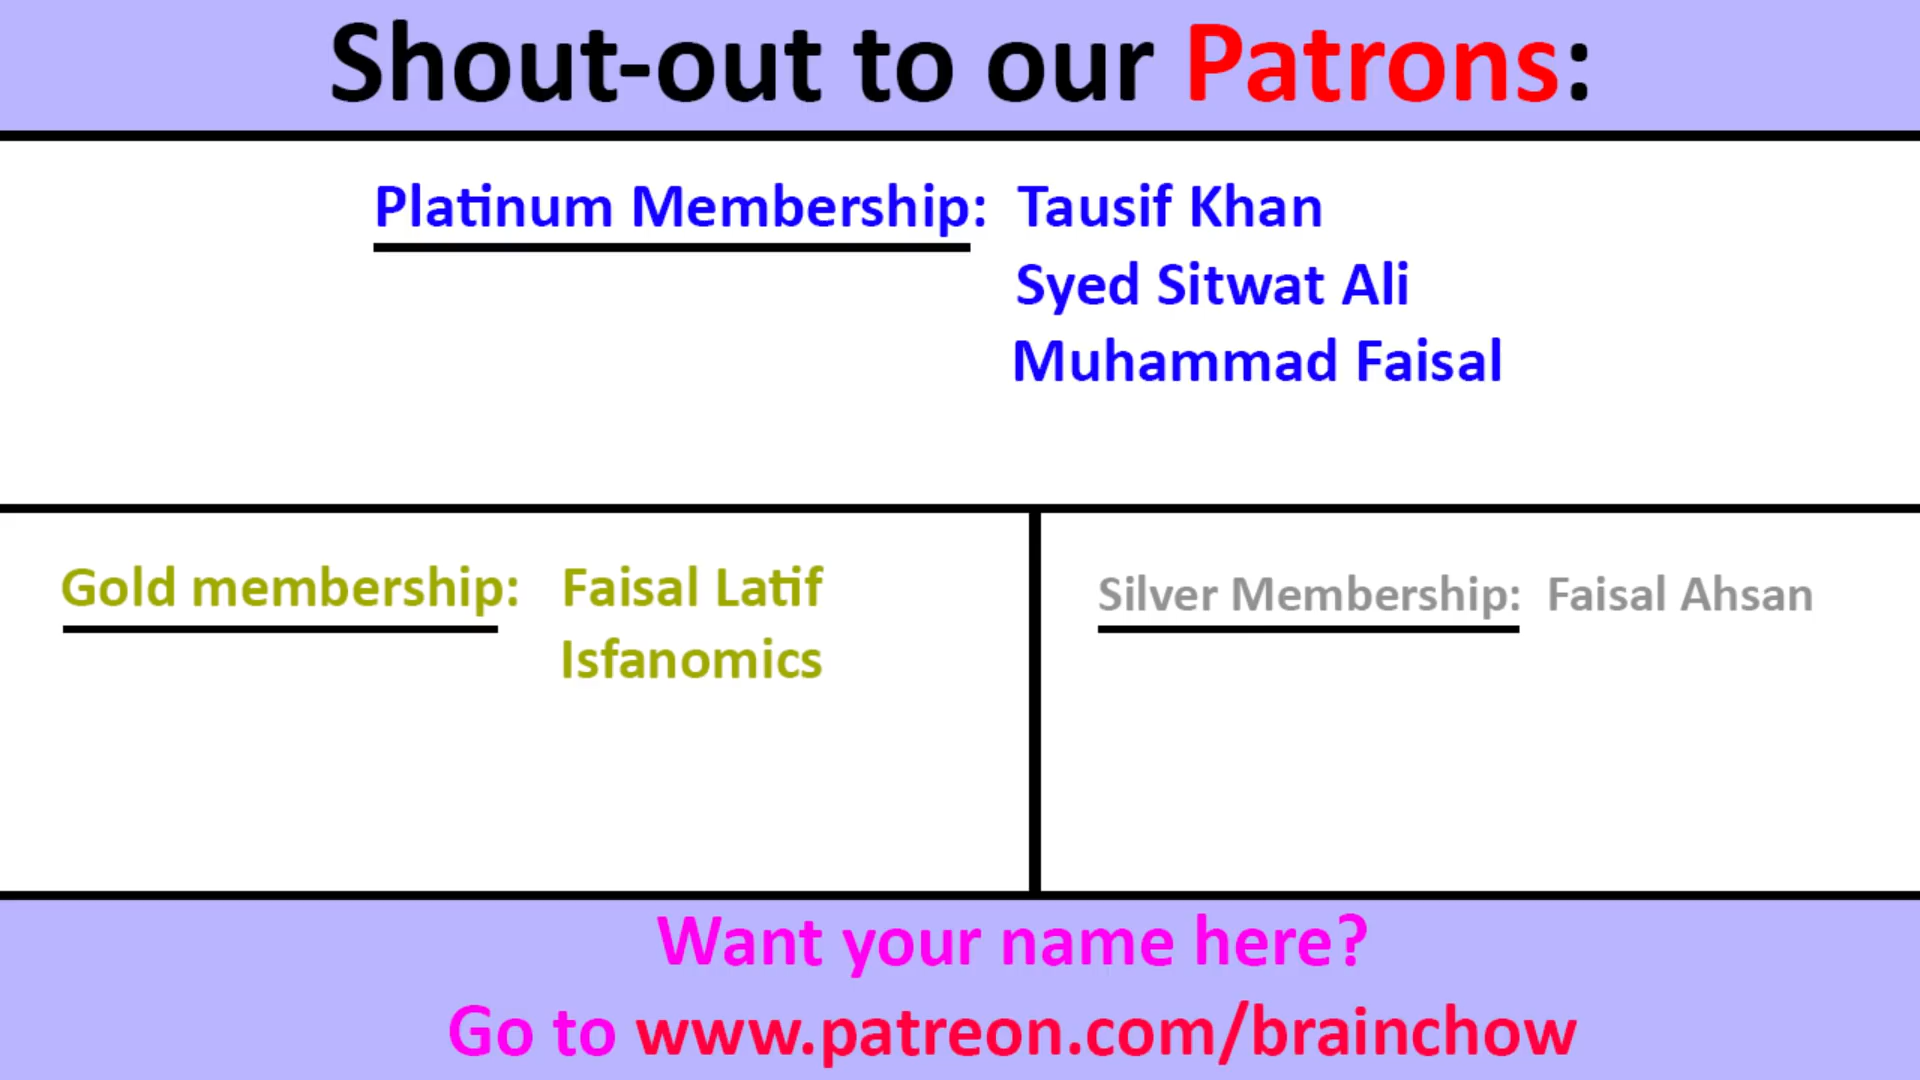 Shout-out to our Patrons:
Platinum Membership: Tausif Khan
Syed Sitwat Ali
Muhammad Faisal
Gold membership: Faisal Latif
Isfanomics
Silver Membership: Faisal Ahsan
Want your name here?
Go to www.patreon.com/brainchow